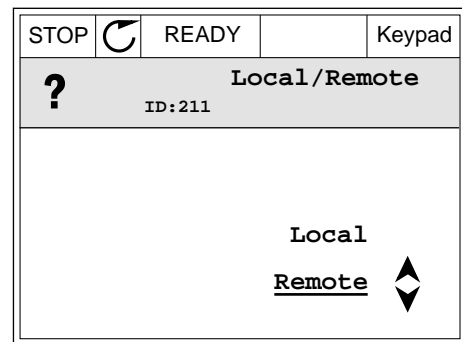 STOP READY Keypad
? Local/Remote
ID:211
Local
Remote